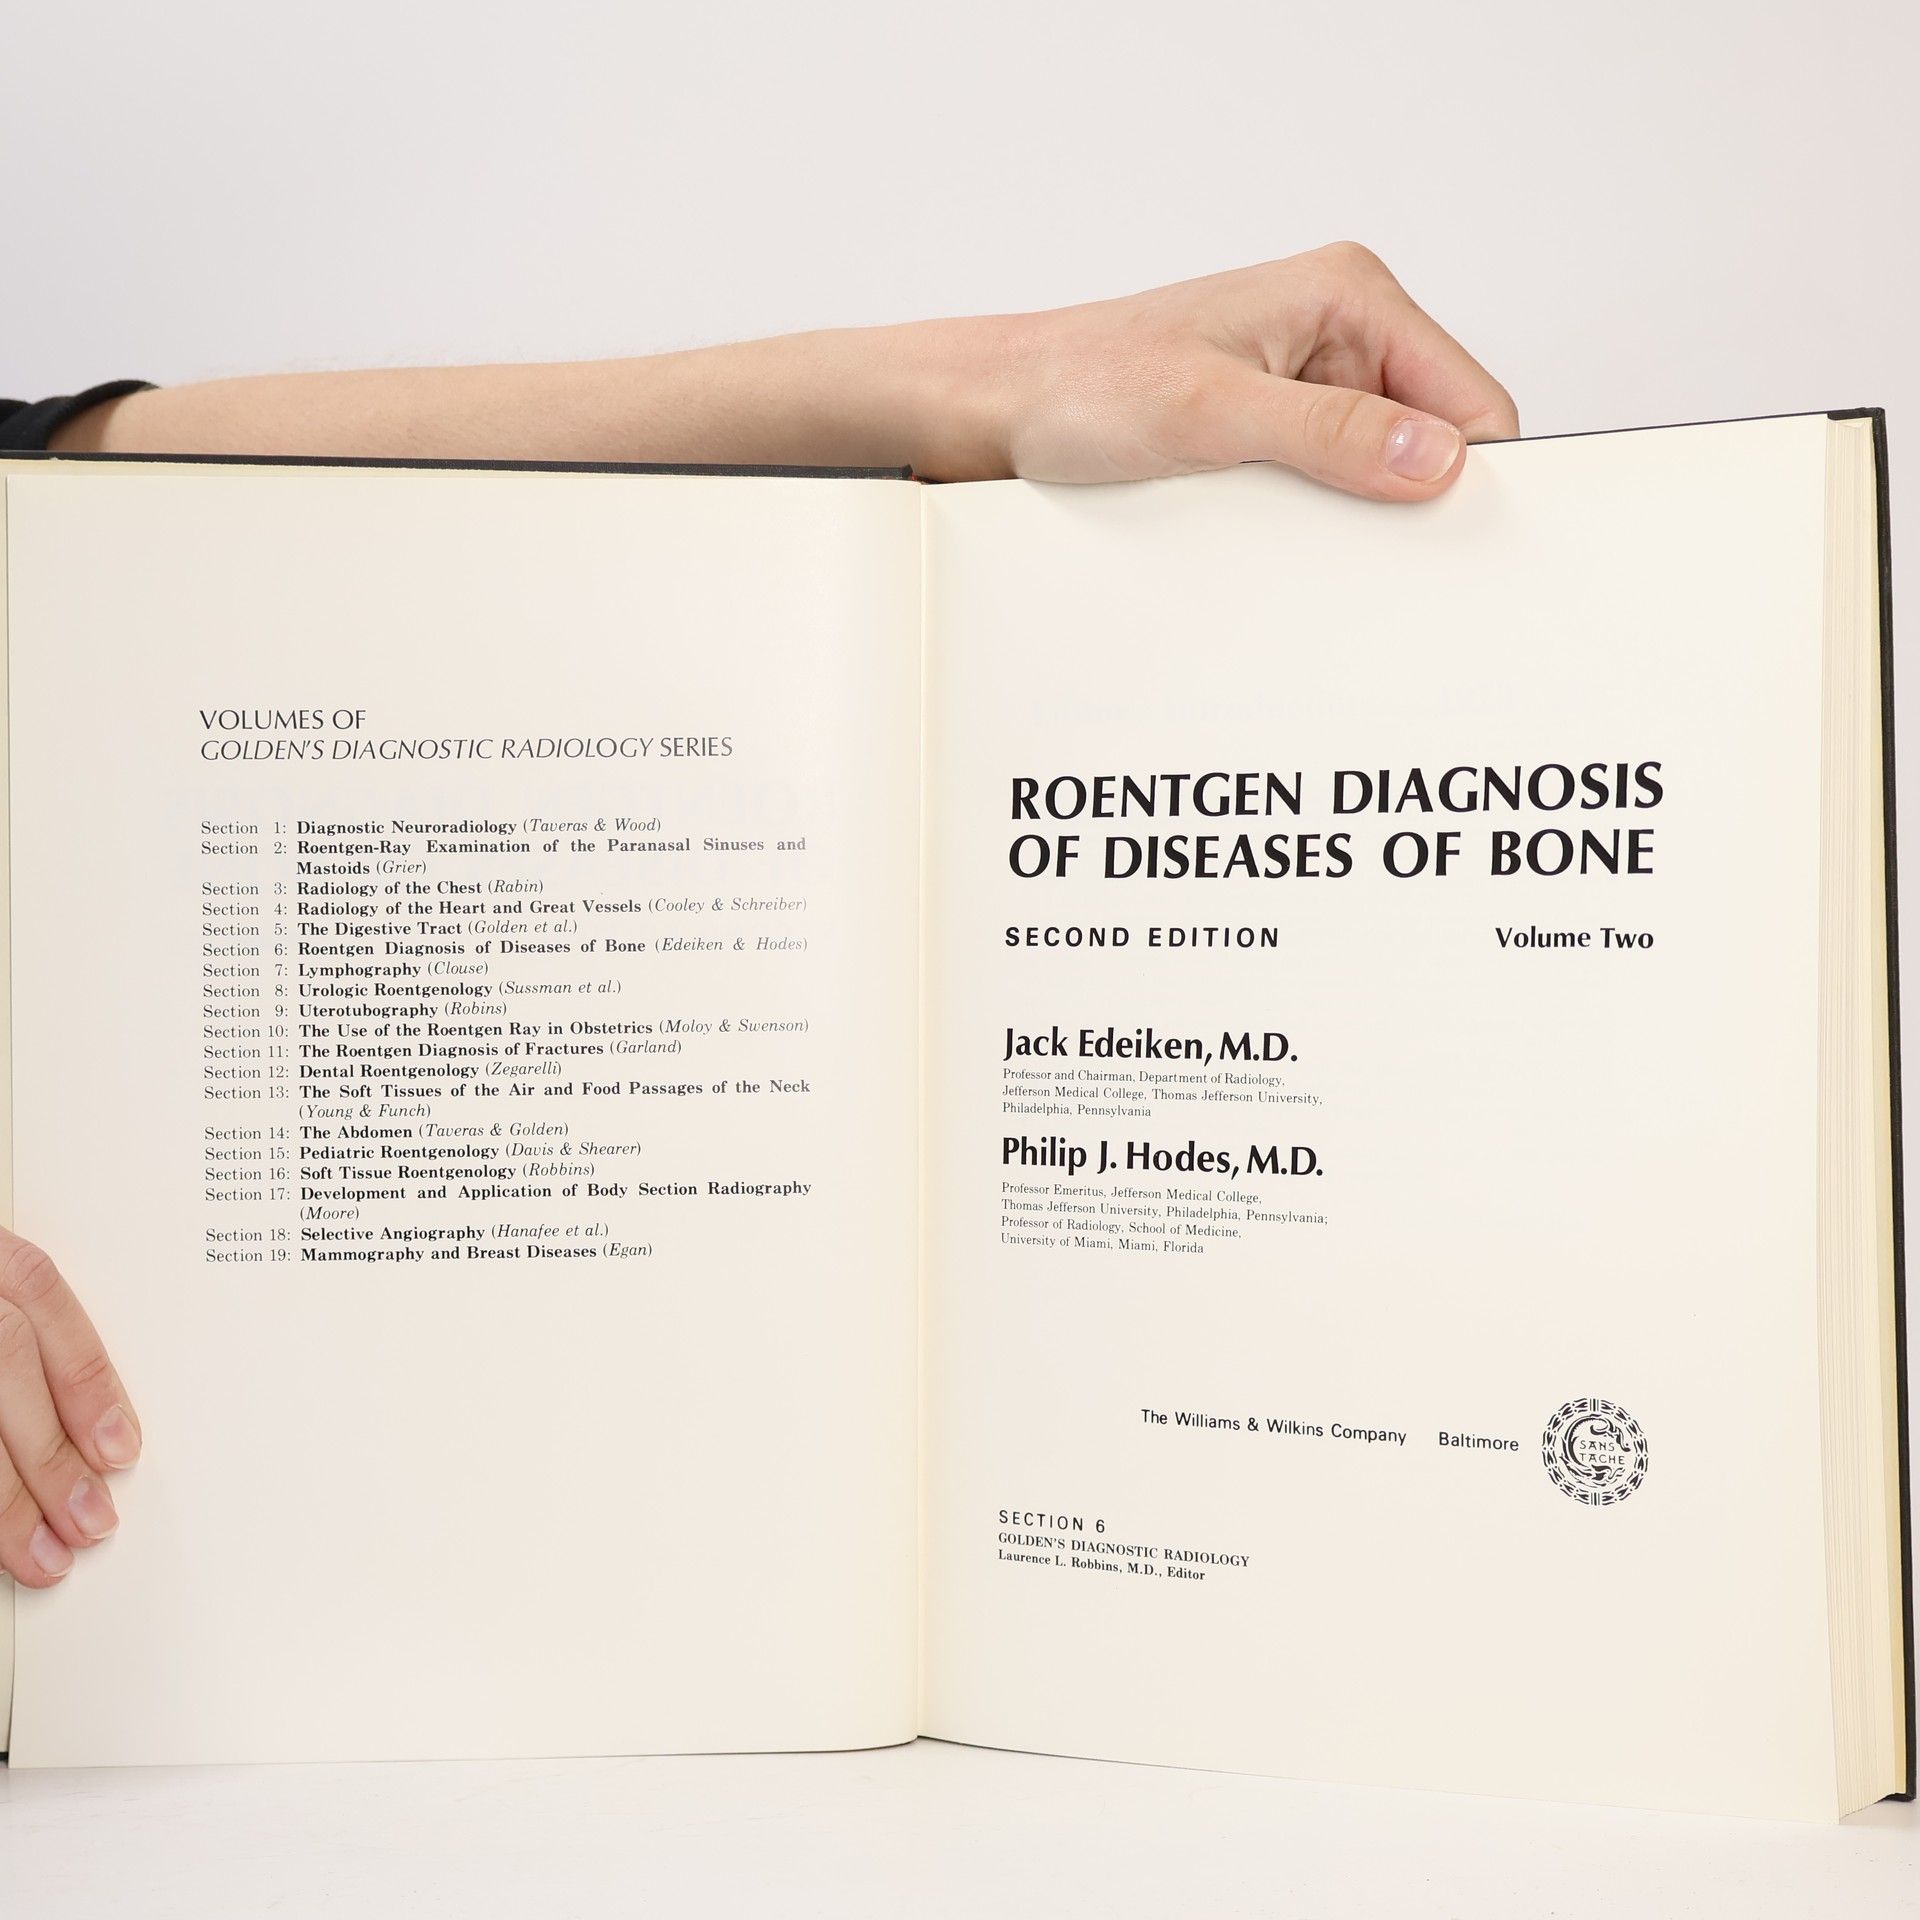 VOLUMES OF
GOLDEN'S DIAGNOSTIC RADIOLOGY SERIES
Section 1: Diagnostic Neuroradiology (Taveras & Wood)
Section 2: Roentgen-Ray Examination of the Paranasal Sinuses and
Mastoids (Grier)
Section 3: Radiology of the Chest (Rabin)
Section 4: Radiology of the Heart and Great Vessels (Cooley & Schreiber)
Section 5: The Digestive Tract (Golden et al.)
Section 6: Roentgen Diagnosis of Diseases of Bone (Edeiken & Hodes)
Section 7: Lymphography (Clouse)
Section 8: Urologic Roentgenology (Sussman et al.)
Section 9: Uterotubography (Robins)
Section 10: The Use of the Roentgen Ray in Obstetrics (Moloy & Swenson)
Section 11: The Roentgen Diagnosis of Fractures (Garland)
Section 12: Dental Roentgenology (Zegarelli)
Section 13: The Soft Tissues of the Air and Food Passages of the Neck
(Young & Funch)
Section 14: The Abdomen (Taveras & Golden)
Section 15: Pediatric Roentgenology (Davis & Shearer)
Section 16: Soft Tissue Roentgenology (Robbins)
Section 17: Development and Application of Body Section Radiography
(Moore)
Section 18: Selective Angiography (Hanafee et al.)
Section 19: Mammography and Breast Diseases (Egan)
ROENTGEN DIAGNOSIS
OF DISEASES OF BONE
SECOND EDITION Volume Two
Jack Edeiken, M.D.
Professor and Chairman, Department of Radiology,
Jefferson Medical College, Thomas Jefferson University,
Philadelphia, Pennsylvania
Philip J. Hodes, M.D.
Professor Emeritus, Jefferson Medical College,
Thomas Jefferson University, Philadelphia, Pennsylvania;
Professor of Radiology, School of Medicine,
University of Miami, Miami, Florida
The Williams & Wilkins Company Baltimore
SANS
TACHE
SECTION 6
GOLDEN'S DIAGNOSTIC RADIOLOGY
Laurence L. Robbins, M.D., Editor